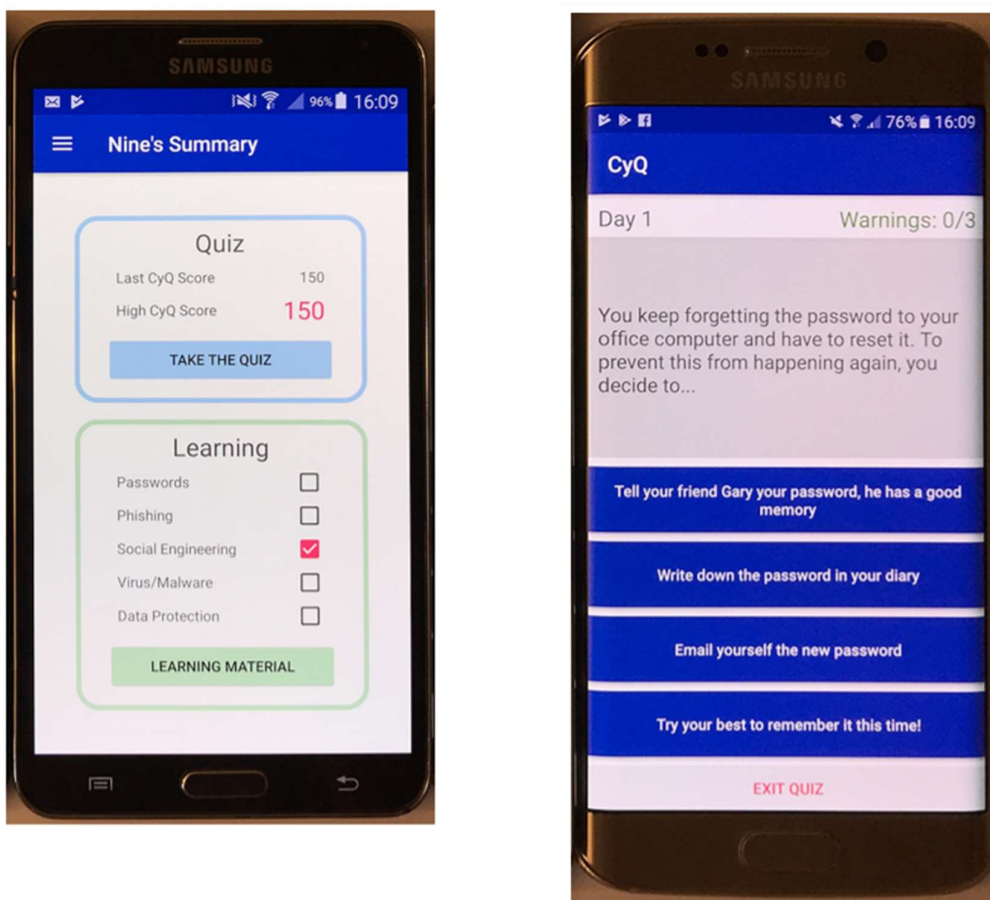 SAMSUNG
96% 16:09
Nine's Summary
Quiz
Last CyQ Score 150
High CyQ Score 150
TAKE THE QUIZ
Learning
Passwords
Phishing
Social Engineering
Virus/Malware
Data Protection
LEARNING MATERIAL
SAMSUNG
76% 16:09
CyQ
Day 1 Warnings: 0/3
You keep forgetting the password to your
office computer and have to reset it. To
prevent this from happening again, you
decide to...
Tell your friend Gary your password, he has a good
memory
Write down the password in your diary
Email yourself the new password
Try your best to remember it this time!
EXIT QUIZ